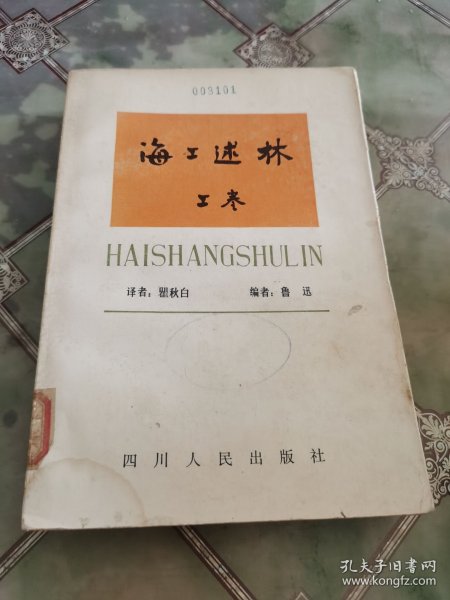 003101
海上述林
上卷
HAISHANGSHULIN
译者：瞿秋白 编者：鲁 迅
四川人民出版社
孔夫子旧书网
www.kongfz.com